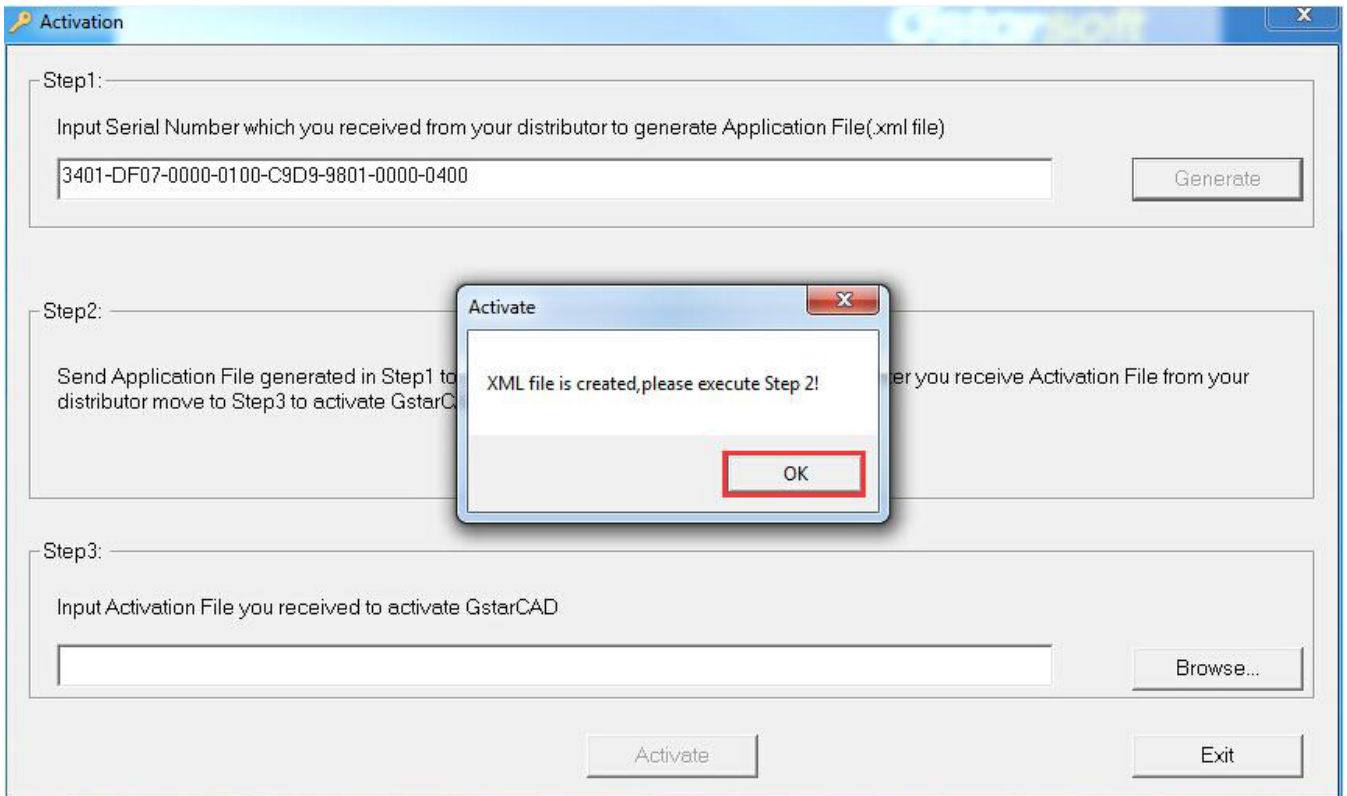 Activation
Gstarsoft
Step1:
Input Serial Number which you received from your distributor to generate Application File(.xml file)
3401-DF07-0000-0100-C9D9-9801-0000-0400
Generate
Step2:
Send Application File generated in Step1 to er you receive Activation File from your
distributor move to Step3 to activate GstarC
Activate
XML file is created,please execute Step 2!
OK
Step3:
Input Activation File you received to activate GstarCAD
Browse...
Activate
Exit